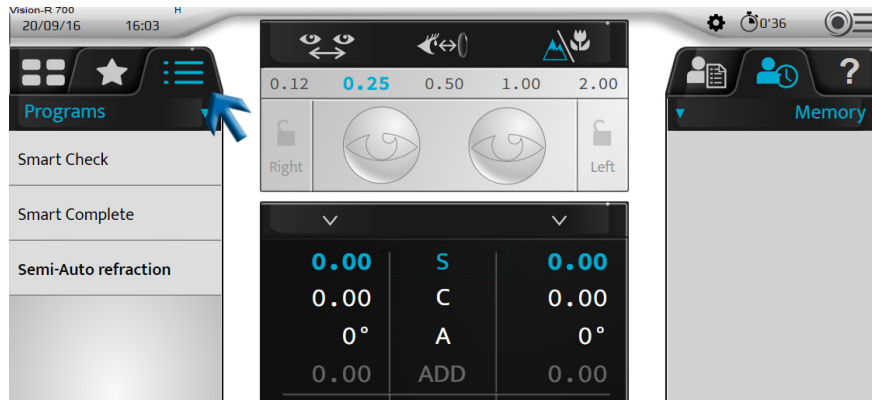 Vision-R 700
H
20/09/16 16:03
0'36
0.12 0.25 0.50 1.00 2.00
Programs
Memory
?
Smart Check
Smart Complete
Semi-Auto refraction
Right
Left
0.00 S 0.00
0.00 C 0.00
0° A 0°
0.00 ADD 0.00